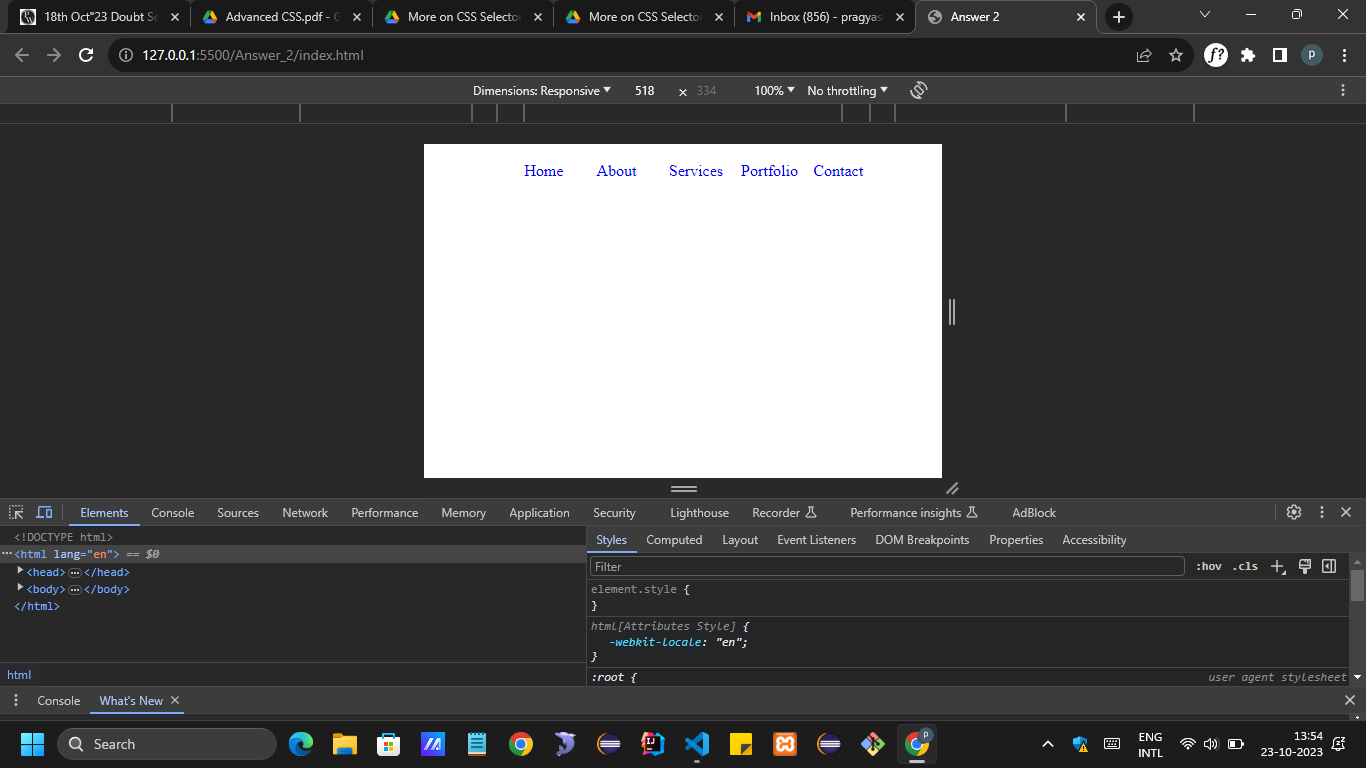 18th Oct"23 Doubt Se
Advanced CSS.pdf - G
More on CSS Selector
More on CSS Selector
Inbox (856) - pragyas
Answer 2
127.0.0.1:5500/Answer_2/index.html
f?
p
Dimensions: Responsive 518 × 334 100% No throttling
Home About Services Portfolio Contact
Elements Console Sources Network Performance Memory Application Security Lighthouse Recorder Performance insights AdBlock
<!DOCTYPE html>
<html lang="en"> == $0
<head>…</head>
<body>…</body>
</html>
html
Styles Computed Layout Event Listeners DOM Breakpoints Properties Accessibility
Filter :hov .cls
element.style {
}
html[Attributes Style] {
-webkit-locale: "en";
}
:root { user agent stylesheet
Console What's New
Search
ENG
INTL
13:54
23-10-2023